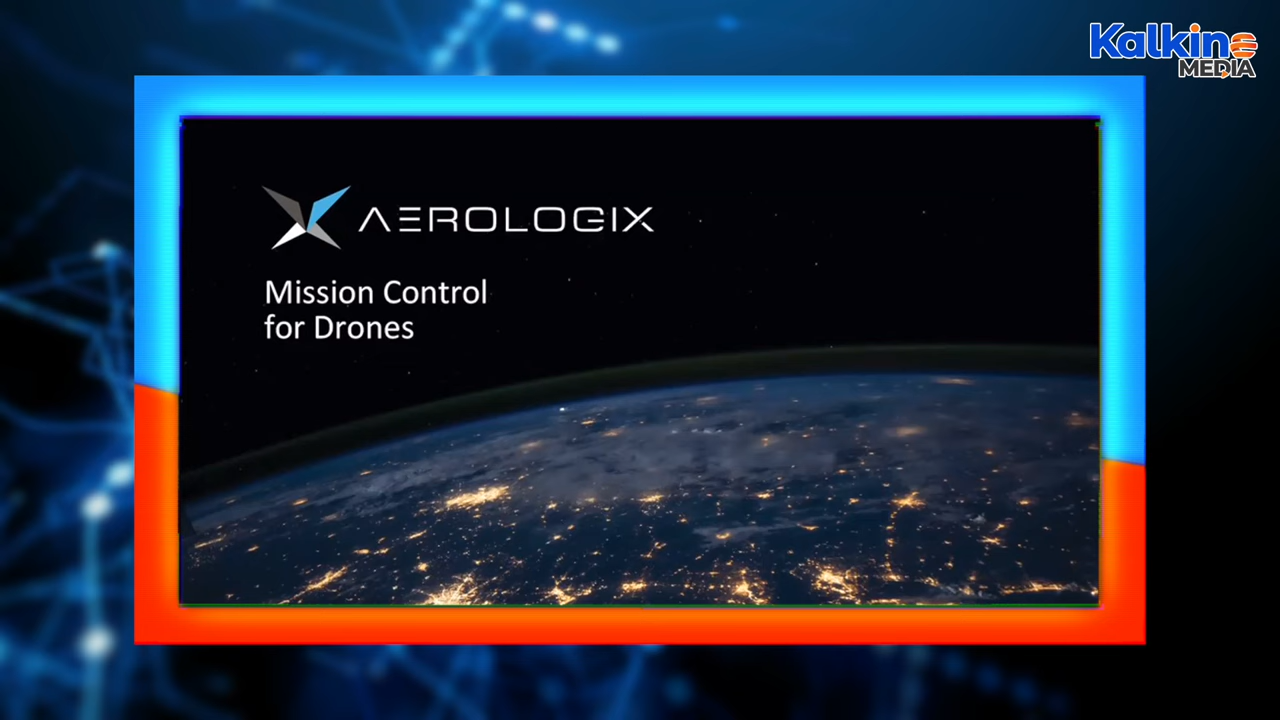 Kalkine
MEDIA
AEROLOGIX
Mission Control
for Drones